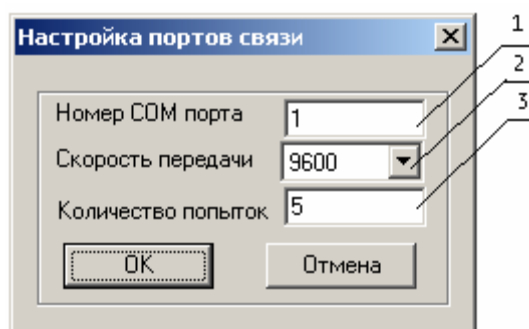 Настройка портов связи
1
2
3
Номер COM порта 1
Скорость передачи 9600
Количество попыток 5
OK Отмена